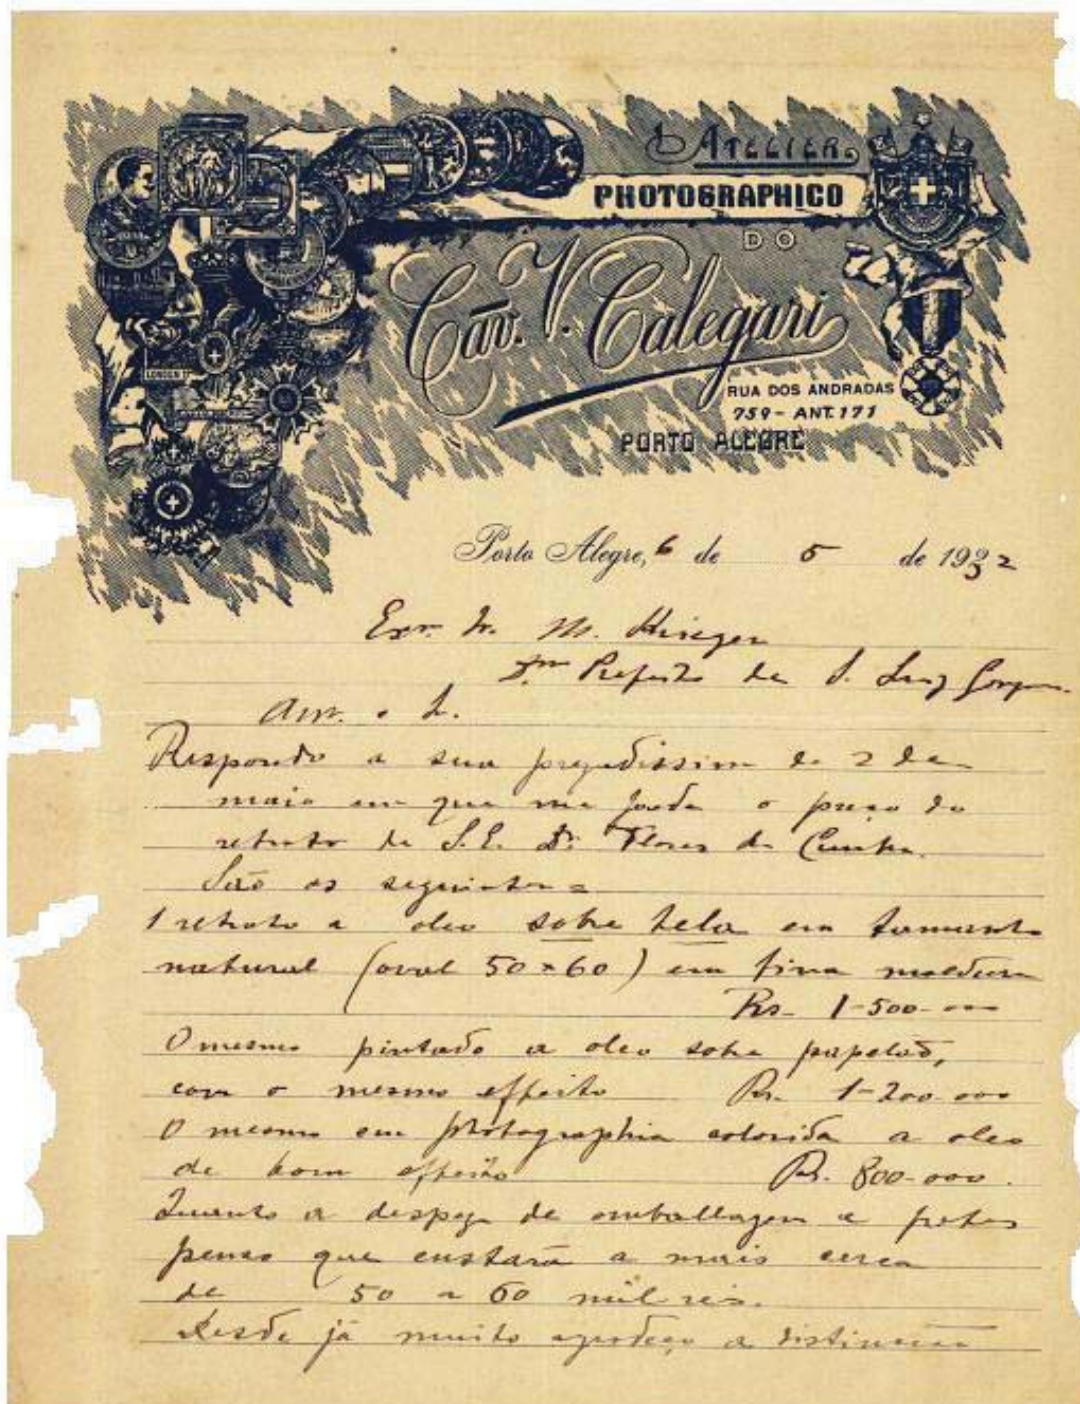 ATELIER
PHOTOGRAPHICO
DO
Cav. V. Calegari
RUA DOS ANDRADAS
759 - ANT. 171
PORTO ALEGRE
LONDON
Porto Alegre, 6 de 5 de 1932
Exmo. Sr. M. Krieger
Prefeito de S. Luiz
Am. e
Respondo a sua prezadissima de 2 de
maio em que me pede o preço do
retrato de S. E. Dr. Flores da Cunha.
São os seguintes =
1 retrato a oleo sobre tela em tamanho
natural (oval 50 x 60) em fina moldura
Rs. 1-500-000
O mesmo pintado a oleo sobre papelão,
com o mesmo effeito Rs. 1-200-000
O mesmo em photographia colorida a oleo
de bom effeito Rs. 800-000.
Quanto a despeza de emballagem e fretes
penso que custará a mais cerca
de 50 a 60 mil reis.
Desde já muito agradeço a distincção